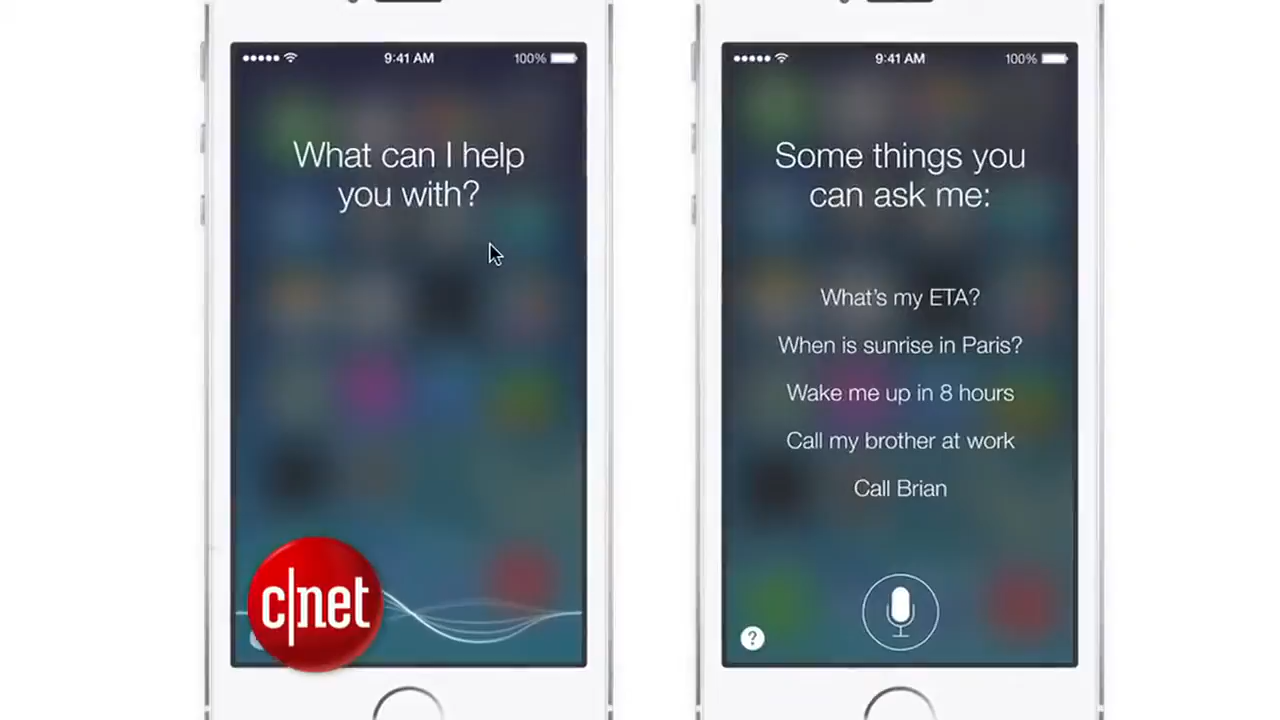 9:41 AM
100%
What can I help
you with?
c|net
9:41 AM
100%
Some things you
can ask me:
What's my ETA?
When is sunrise in Paris?
Wake me up in 8 hours
Call my brother at work
Call Brian
?